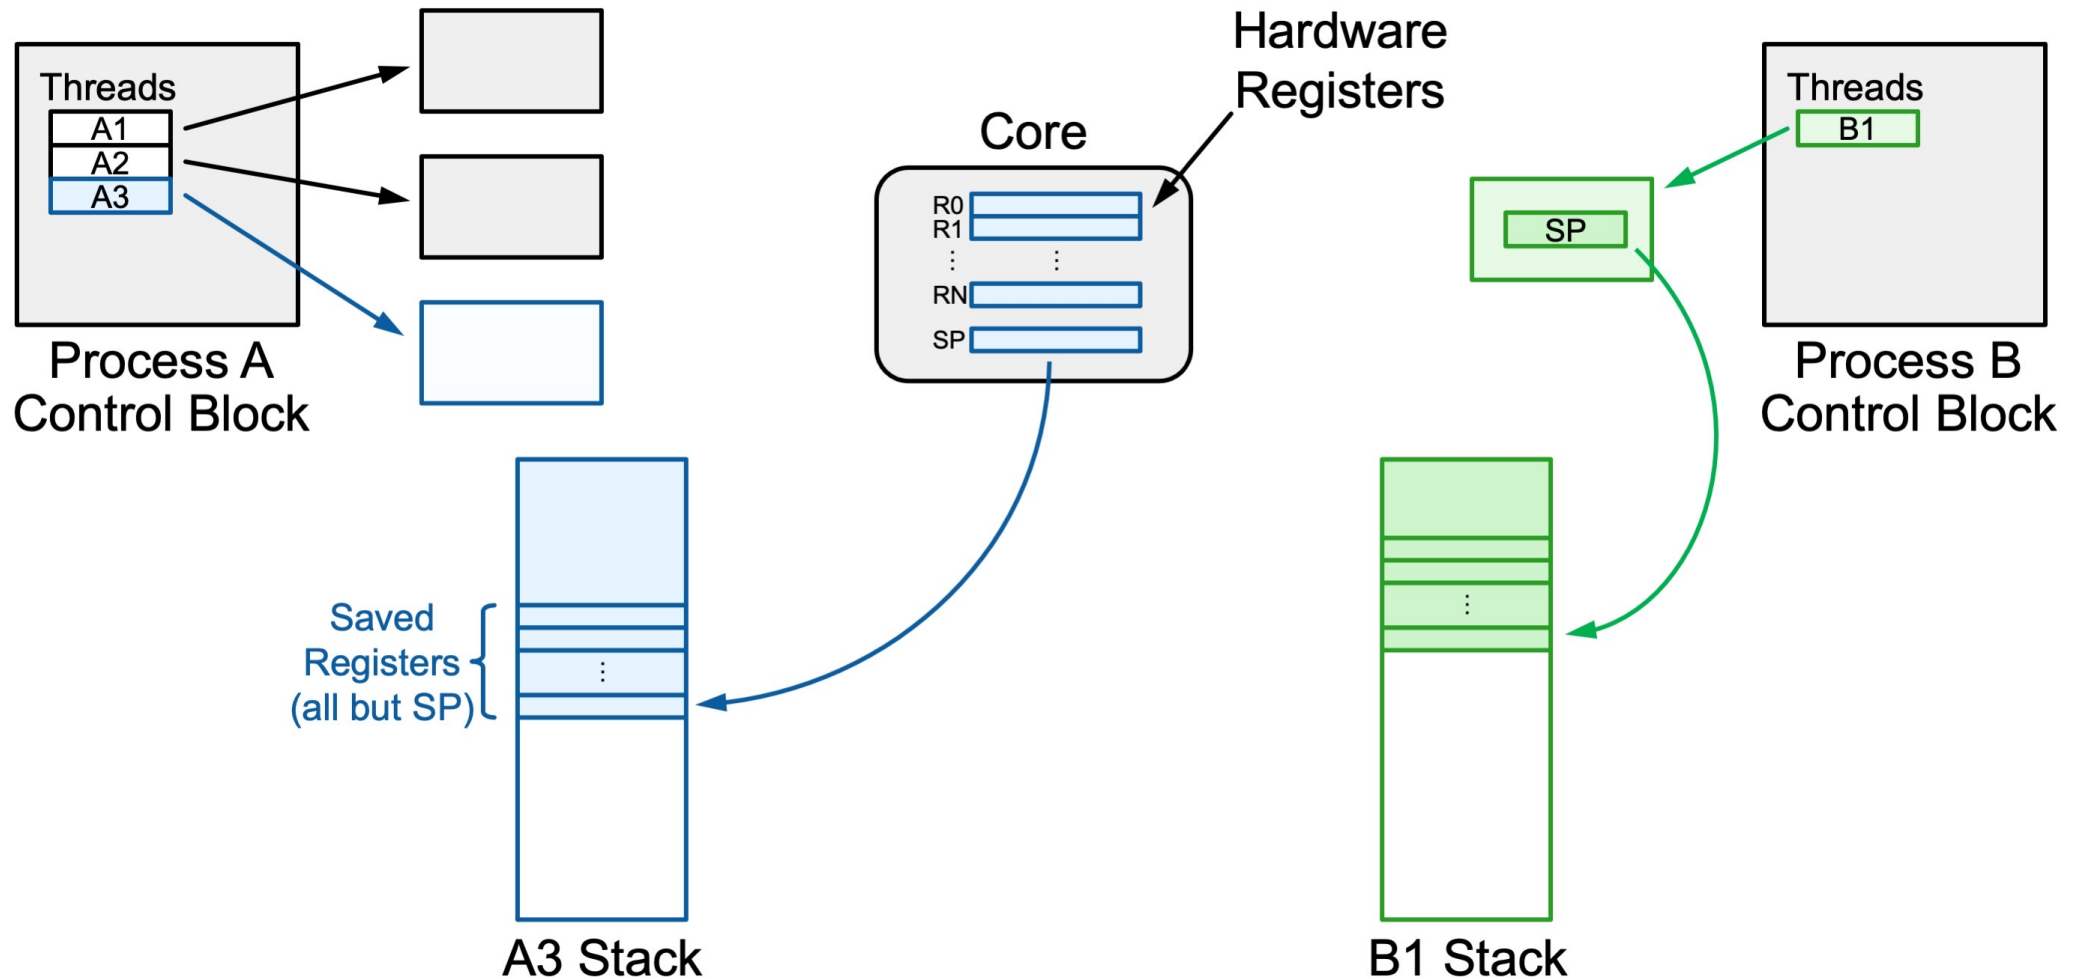 Threads
A1
A2
A3
Process A
Control Block
Core
R0
R1
⋮ ⋮
RN
SP
Hardware
Registers
Threads
B1
SP
Process B
Control Block
Saved
Registers
(all but SP)
⋮
A3 Stack
⋮
B1 Stack